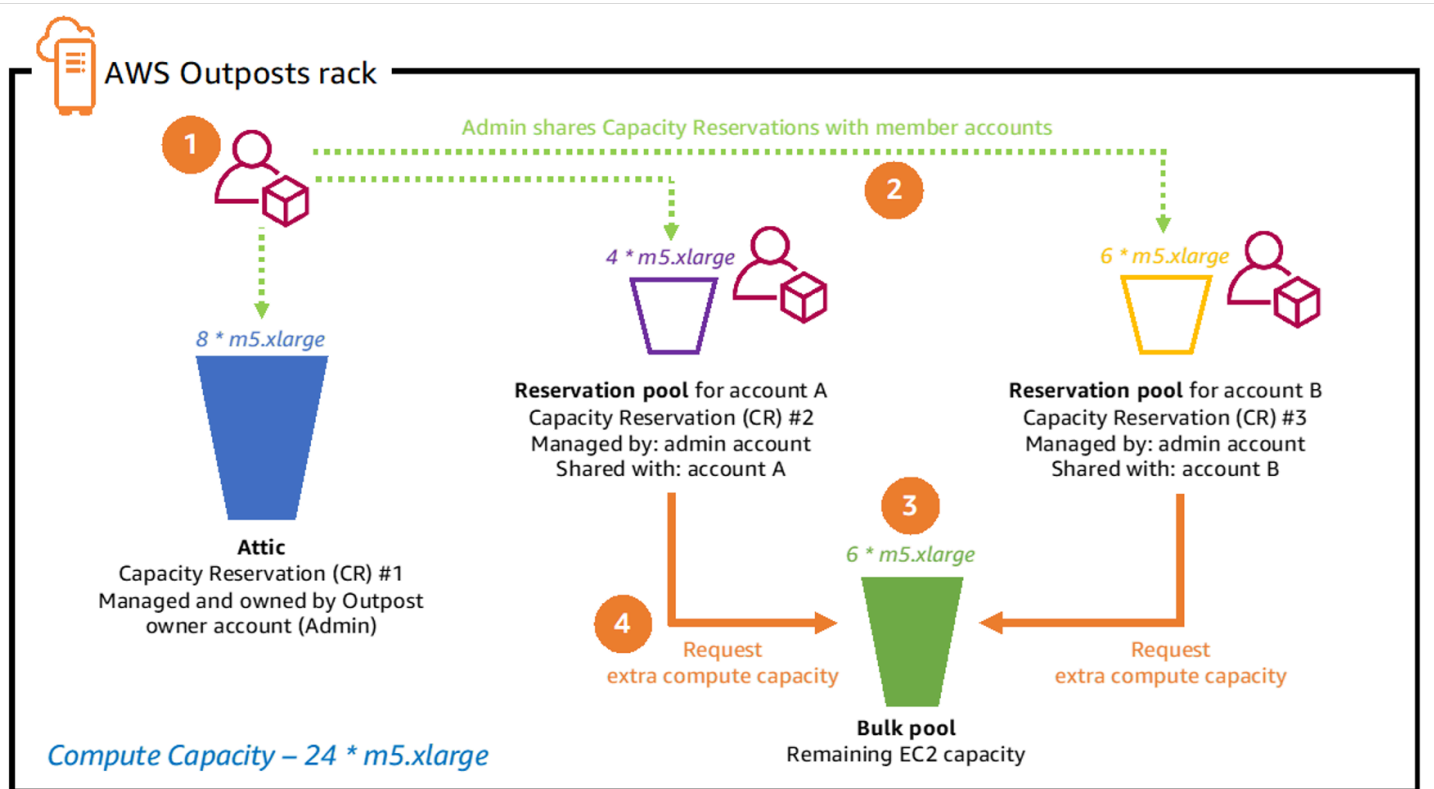 AWS Outposts rack
1
Admin shares Capacity Reservations with member accounts
2
4 * m5.xlarge
6 * m5.xlarge
8 * m5.xlarge
Reservation pool for account A
Capacity Reservation (CR) #2
Managed by: admin account
Shared with: account A
Reservation pool for account B
Capacity Reservation (CR) #3
Managed by: admin account
Shared with: account B
Attic
Capacity Reservation (CR) #1
Managed and owned by Outpost
owner account (Admin)
3
6 * m5.xlarge
4
Request
extra compute capacity
Request
extra compute capacity
Bulk pool
Remaining EC2 capacity
Compute Capacity – 24 * m5.xlarge